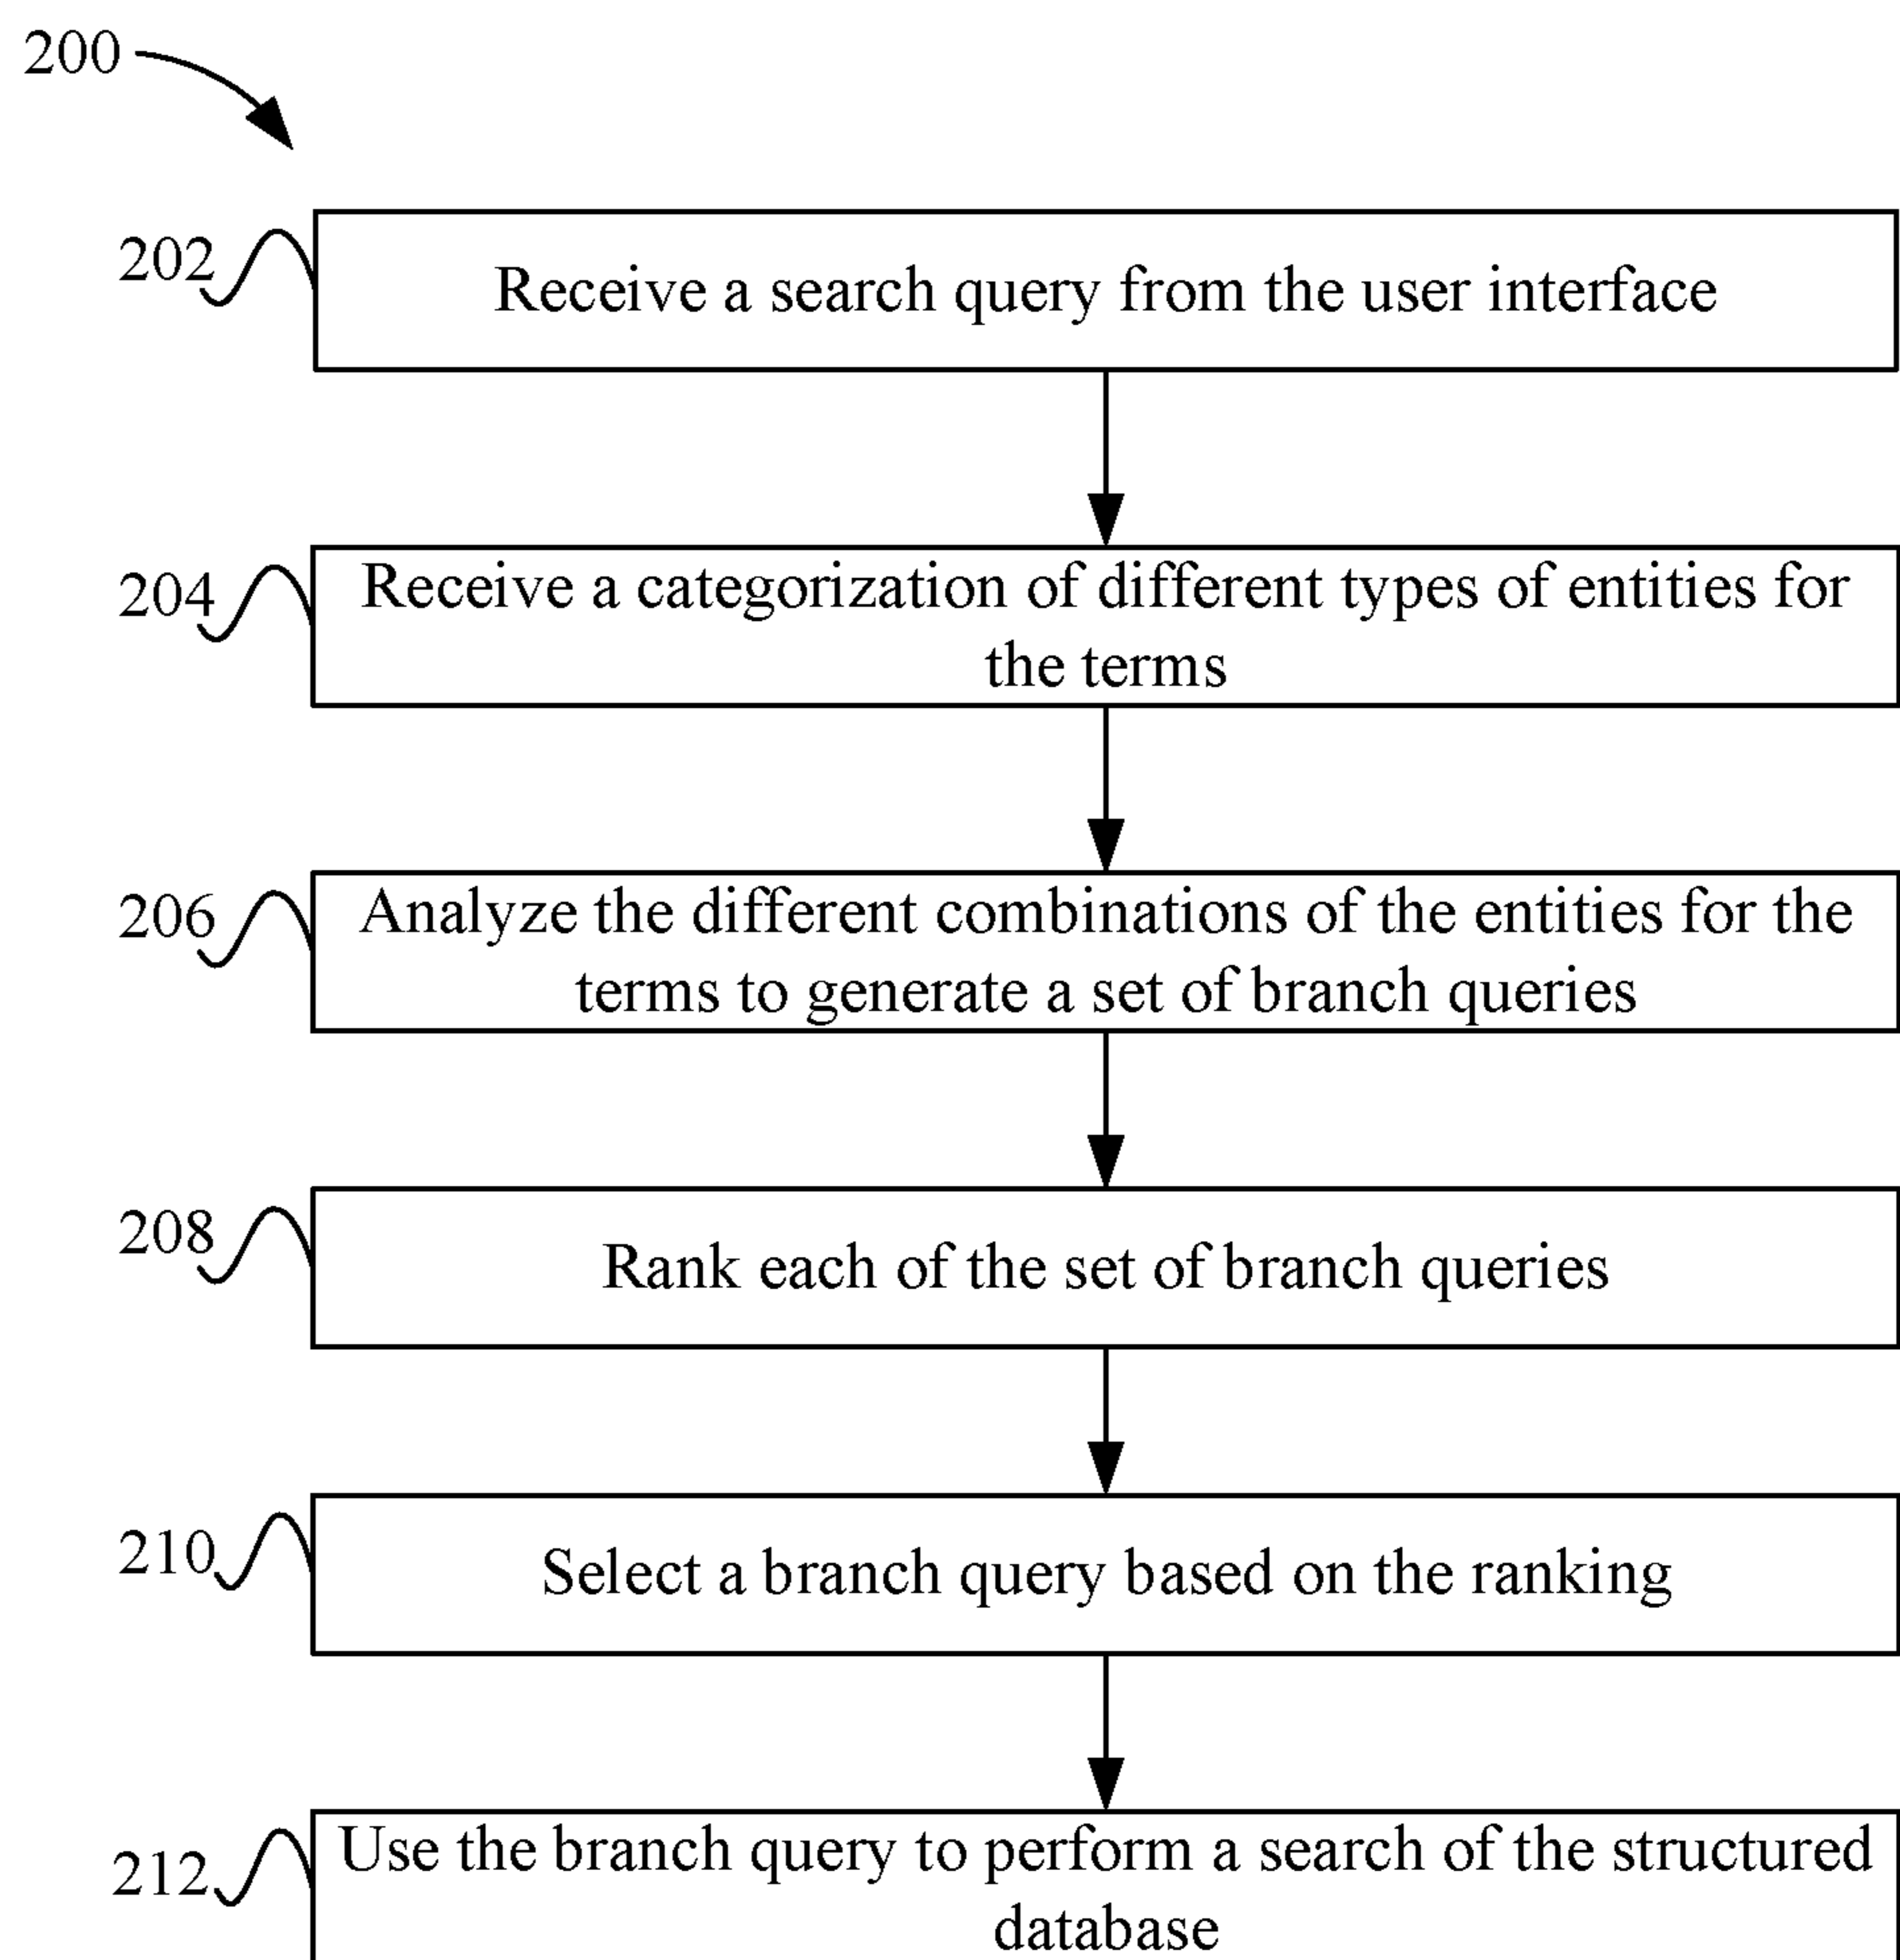 200
202
Receive a search query from the user interface
204
Receive a categorization of different types of entities for
the terms
206
Analyze the different combinations of the entities for the
terms to generate a set of branch queries
208
Rank each of the set of branch queries
210
Select a branch query based on the ranking
212
Use the branch query to perform a search of the structured
database